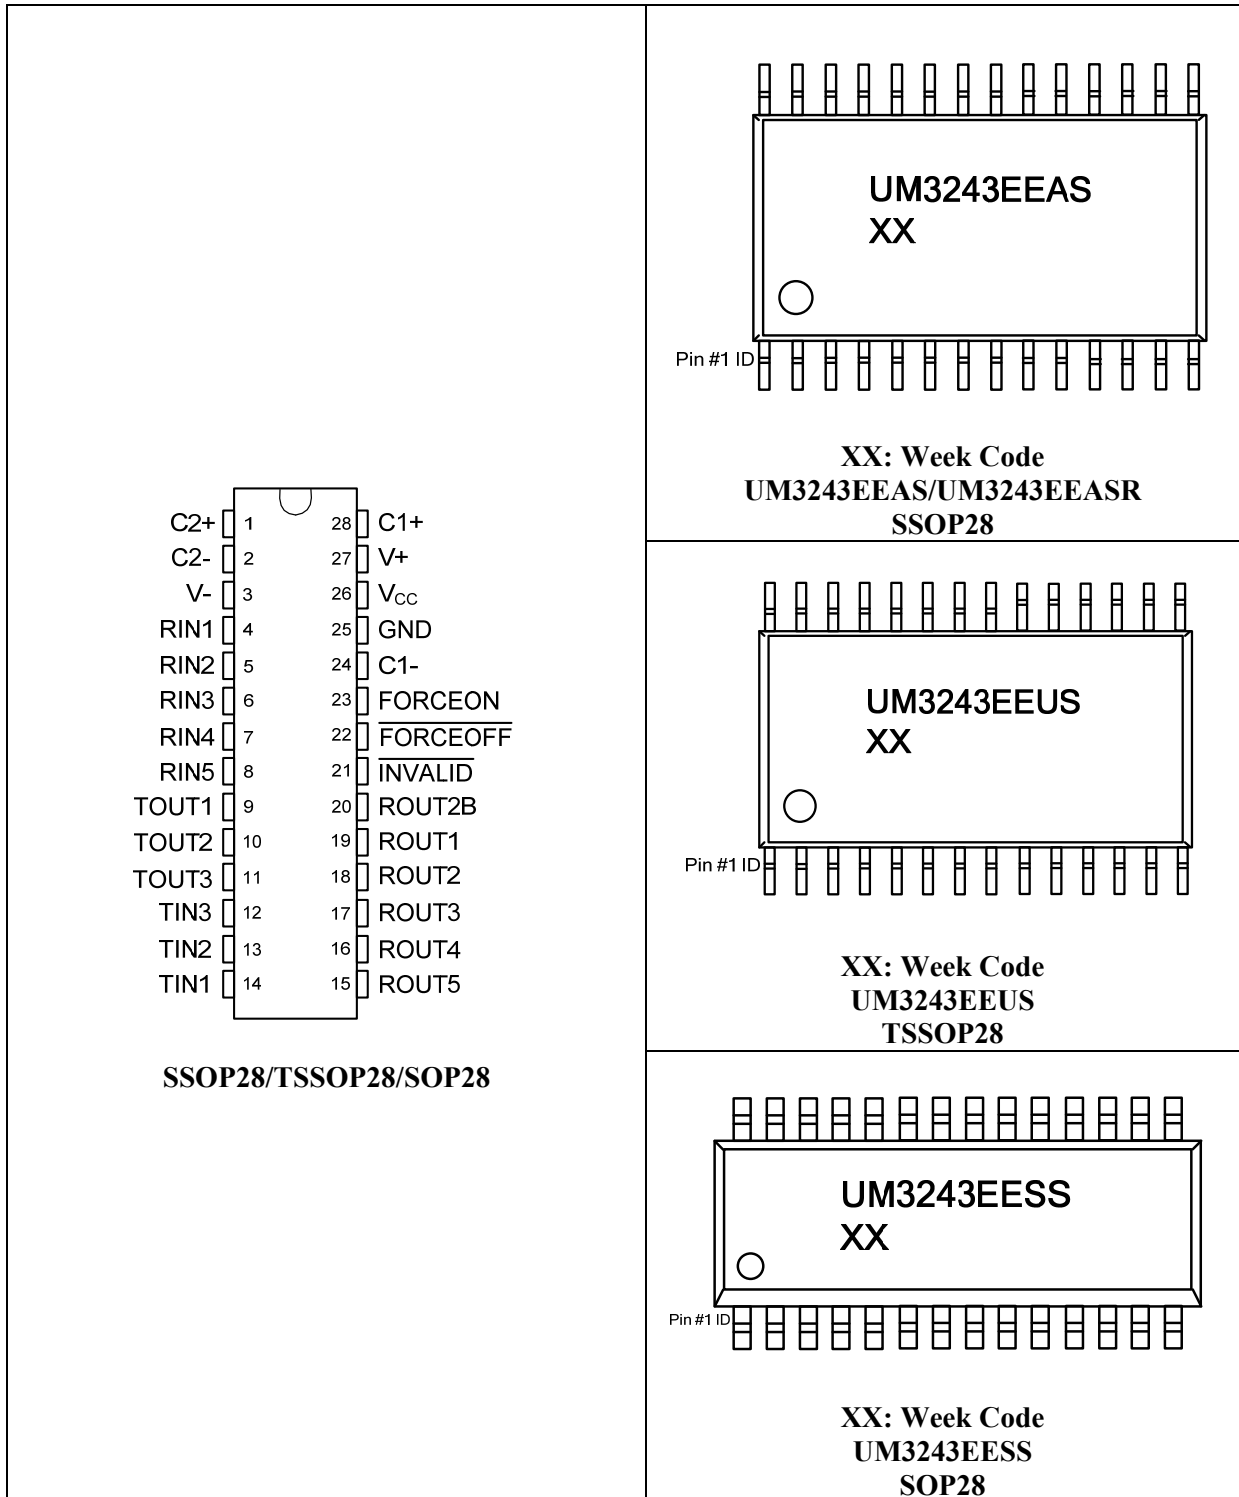 C2+ 1 28 C1+
C2- 2 27 V+
V- 3 26 VCC
RIN1 4 25 GND
RIN2 5 24 C1-
RIN3 6 23 FORCEON
RIN4 7 22 FORCEOFF
RIN5 8 21 INVALID
TOUT1 9 20 ROUT2B
TOUT2 10 19 ROUT1
TOUT3 11 18 ROUT2
TIN3 12 17 ROUT3
TIN2 13 16 ROUT4
TIN1 14 15 ROUT5
SSOP28/TSSOP28/SOP28
UM3243EEAS
XX
Pin #1 ID
XX: Week Code
UM3243EEAS/UM3243EEASR
SSOP28
UM3243EEUS
XX
Pin #1 ID
XX: Week Code
UM3243EEUS
TSSOP28
UM3243EESS
XX
Pin #1 ID
XX: Week Code
UM3243EESS
SOP28